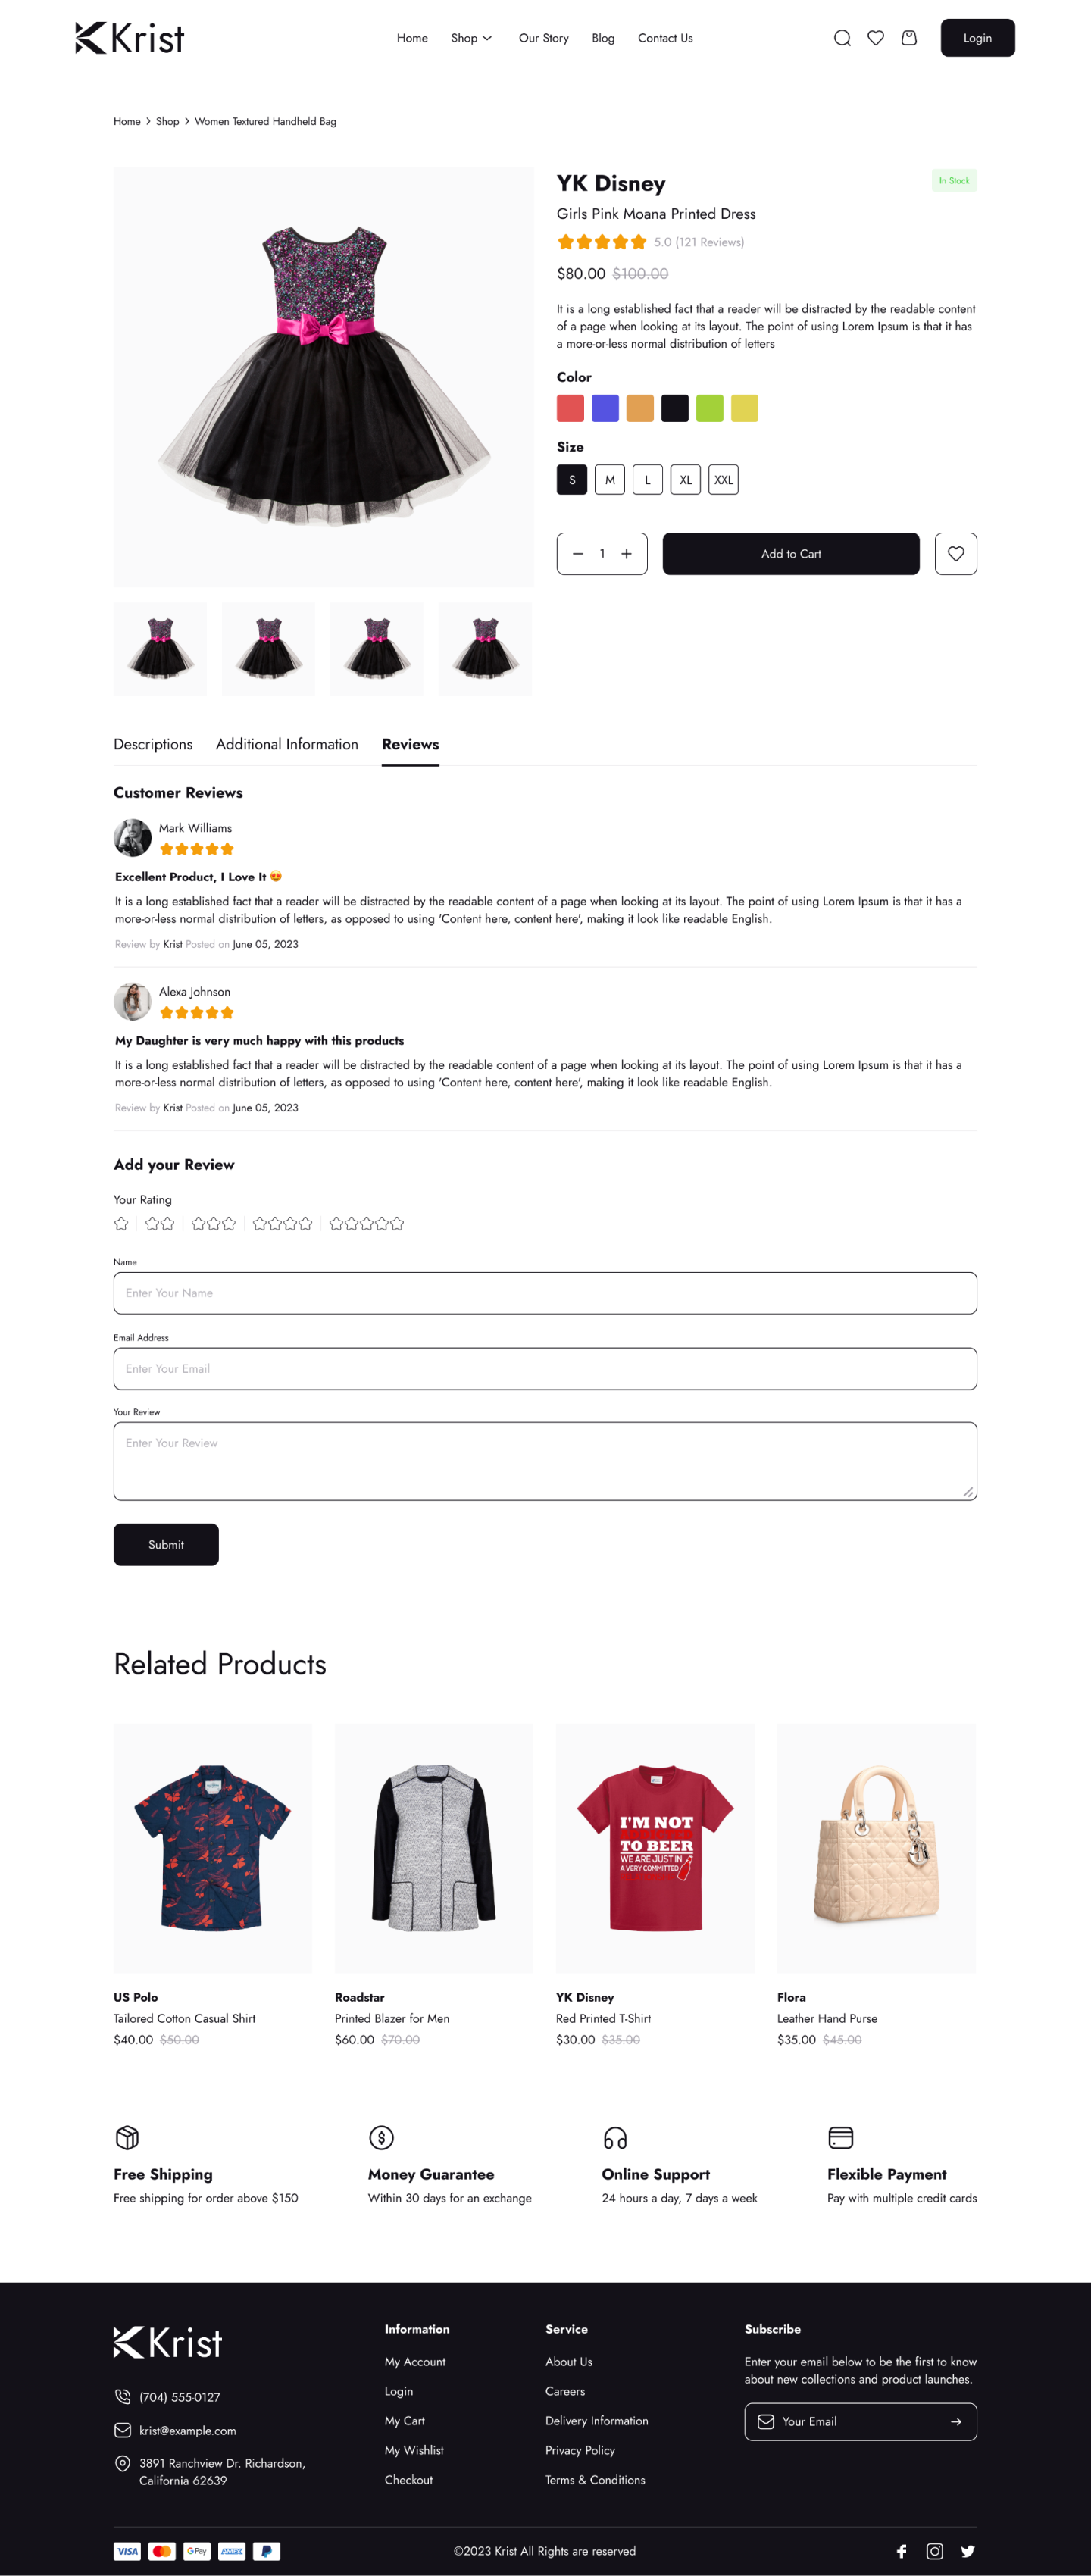 Krist
Home Shop Our Story Blog Contact Us
Login
Home > Shop > Women Textured Handheld Bag
YK Disney
In Stock
Girls Pink Moana Printed Dress
5.0 (121 Reviews)
$80.00 $100.00
It is a long established fact that a reader will be distracted by the readable content
of a page when looking at its layout. The point of using Lorem Ipsum is that it has
a more-or-less normal distribution of letters
Color
Size
S M L XL XXL
1
Add to Cart
Descriptions Additional Information Reviews
Customer Reviews
Mark Williams
Excellent Product, I Love It 😍
It is a long established fact that a reader will be distracted by the readable content of a page when looking at its layout. The point of using Lorem Ipsum is that it has a
more-or-less normal distribution of letters, as opposed to using 'Content here, content here', making it look like readable English.
Review by Krist Posted on June 05, 2023
Alexa Johnson
My Daughter is very much happy with this products
It is a long established fact that a reader will be distracted by the readable content of a page when looking at its layout. The point of using Lorem Ipsum is that it has a
more-or-less normal distribution of letters, as opposed to using 'Content here, content here', making it look like readable English.
Review by Krist Posted on June 05, 2023
Add your Review
Your Rating
Name
Enter Your Name
Email Address
Enter Your Email
Your Review
Enter Your Review
Submit
Related Products
I'M NOT
TO BEER
WE ARE JUST IN
A VERY COMMITTED
US Polo
Tailored Cotton Casual Shirt
$40.00 $50.00
Roadstar
Printed Blazer for Men
$60.00 $70.00
YK Disney
Red Printed T-Shirt
$30.00 $35.00
Flora
Leather Hand Purse
$35.00 $45.00
Free Shipping
Free shipping for order above $150
Money Guarantee
Within 30 days for an exchange
Online Support
24 hours a day, 7 days a week
Flexible Payment
Pay with multiple credit cards
Krist
(704) 555-0127
krist@example.com
3891 Ranchview Dr. Richardson,
California 62639
Information
My Account
Login
My Cart
My Wishlist
Checkout
Service
About Us
Careers
Delivery Information
Privacy Policy
Terms & Conditions
Subscribe
Enter your email below to be the first to know
about new collections and product launches.
Your Email
VISA G Pay AMEX
©2023 Krist All Rights are reserved